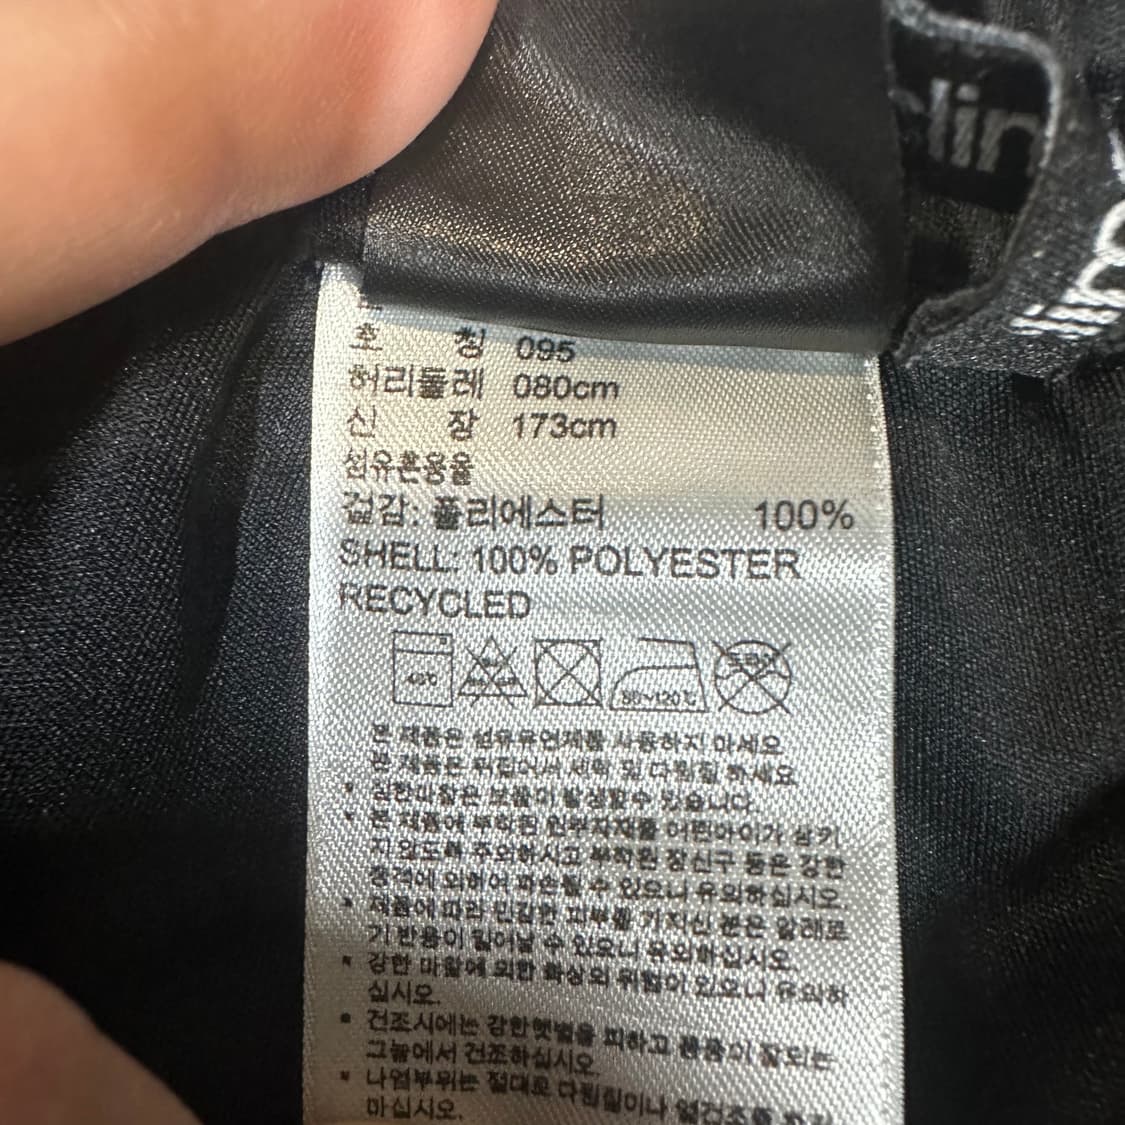 din
호 칭 095
허리둘레 080cm
신 장 173cm
섬유혼용율
겉감: 폴리에스터 100%
SHELL: 100% POLYESTER
RECYCLED
40℃
80~120℃
본 제품은 섬유유연제를 사용하지 마세요
본 제품은 뒤집어서 세탁 및 다림질 하세요
* 심한마찰은 보풀이 발생할수 있습니다.
* 본 제품에 부착된 인부자재를 어린아이가 삼키
지 않도록 주의하시고 부착된 장신구 등은 강한
충격에 의하여 파손될 수 있으니 유의하십시오
* 제품에 따라 민감한 피부를 가지신 분은 알레르
기 반응이 일어날 수 있으니 유의하십시오.
* 강한 마찰에 의한 화상의 위험이 있으니 유의하
십시오.
* 건조시에는 강한햇볕을 피하고 통풍이 잘되는
그늘에서 건조하십시오.
* 나염부위는 절대로 다림질이나 열건조를 하지
마십시오.